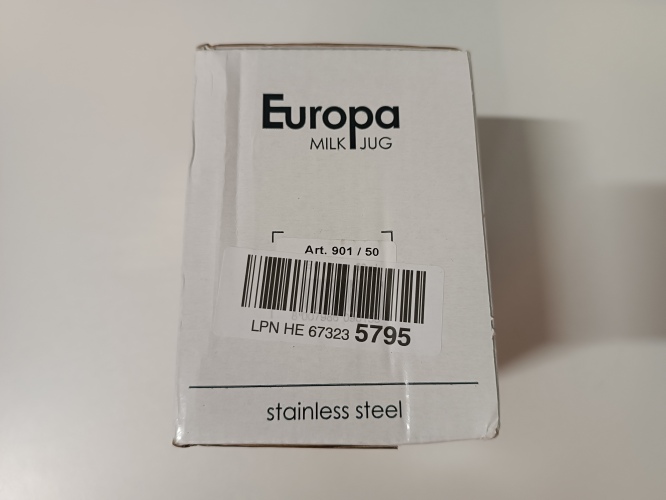 Europa
MILK JUG
Art. 901 / 50
LPN HE 67323 5795
stainless steel